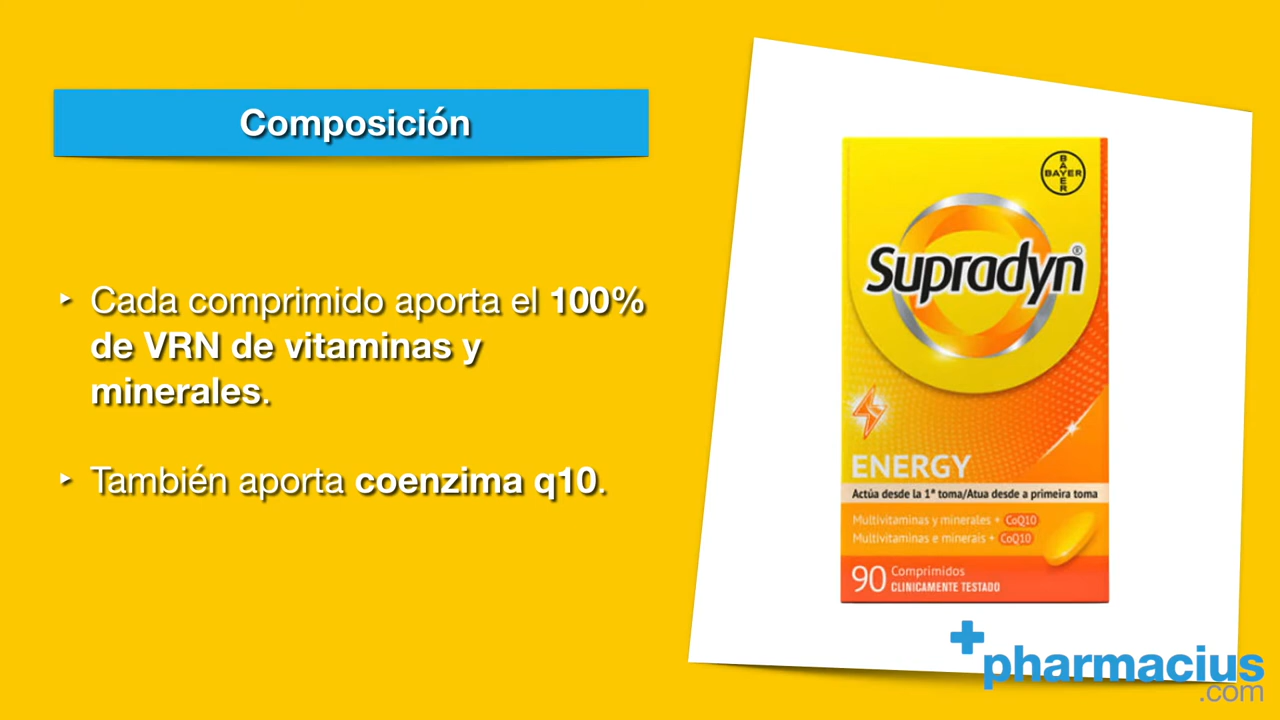 Composición
‣ Cada comprimido aporta el 100%
de VRN de vitaminas y
minerales.
‣ También aporta coenzima q10.
BAYER
BAYER
Supradyn®
ENERGY
Actúa desde la 1ª toma/Atua desde a primeira toma
Multivitaminas y minerales + CoQ10
Multivitaminas e minerais + CoQ10
90 Comprimidos
CLINICAMENTE TESTADO
pharmacius
.com